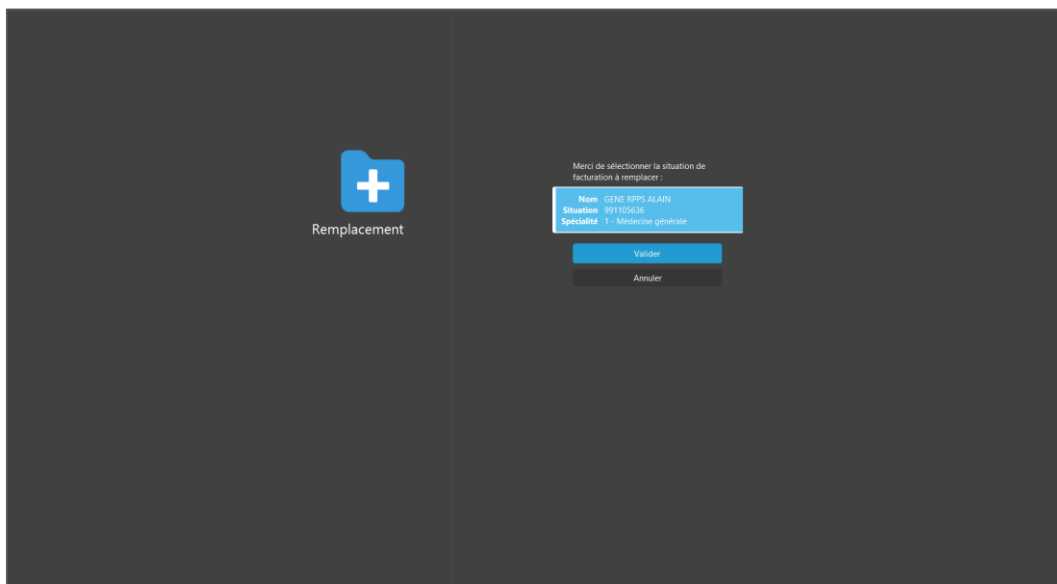 Remplacement
Merci de sélectionner la situation de
facturation à remplacer :
Nom GENE RPPS ALAIN
Situation 991105636
Spécialité 1 - Médecine générale
Valider
Annuler